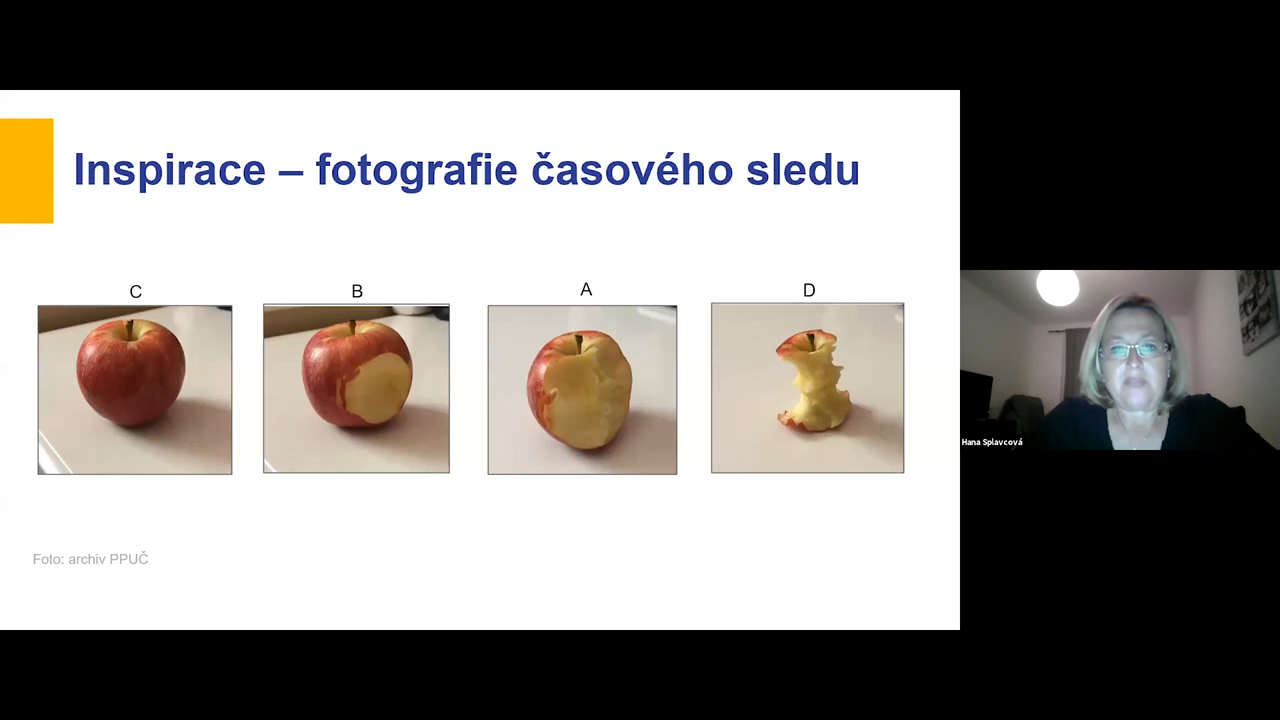 Inspirace – fotografie časového sledu
C
B
A
D
Hana Splavcová
Foto: archiv PPUČ